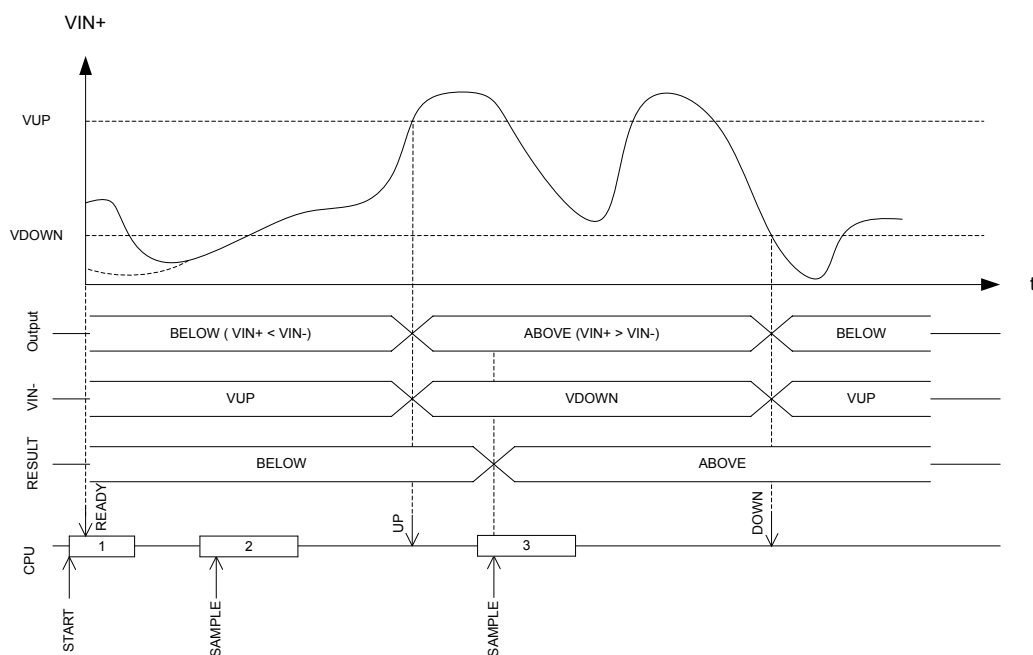 VIN+
VUP
VDOWN
t
Output
BELOW ( VIN+ < VIN-)
ABOVE (VIN+ > VIN-)
BELOW
VIN-
VUP
VDOWN
VUP
RESULT
BELOW
ABOVE
READY
UP
DOWN
CPU
1
2
3
START
SAMPLE
SAMPLE